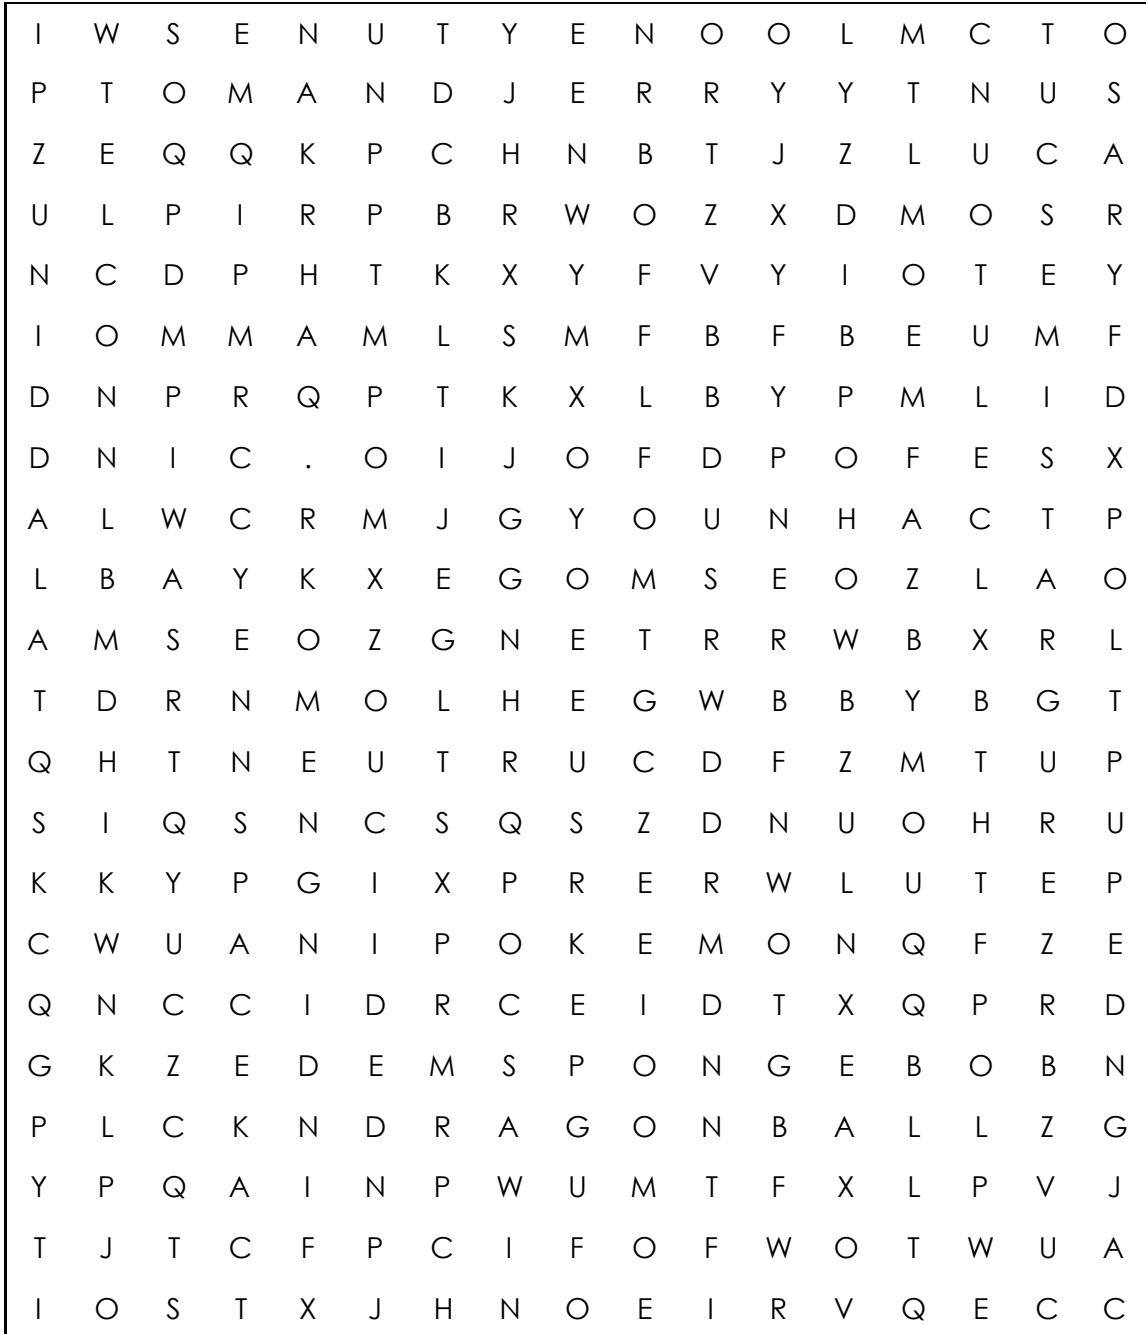 I W S E N U T Y E N O O L M C T O
P T O M A N D J E R R Y Y T N U S
Z E Q Q K P C H N B T J Z L U C A
U L P I R P B R W O Z X D M O S R
N C D P H T K X Y F V Y I O T E Y
I O M M A M L S M F B F B E U M F
D N P R Q P T K X L B Y P M L I D
D N I C . O I J O F D P O F E S X
A L W C R M J G Y O U N H A C T P
L B A Y K X E G O M S E O Z L A O
A M S E O Z G N E T R R W B X R L
T D R N M O L H E G W B B Y B G T
Q H T N E U T R U C D F Z M T U P
S I Q S N C S Q S Z D N U O H R U
K K Y P G I X P R E R W L U T E P
C W U A N I P O K E M O N Q F Z E
Q N C C I D R C E I D T X Q P R D
G K Z E D E M S P O N G E B O B N
P L C K N D R A G O N B A L L Z G
Y P Q A I N P W U M T F X L P V J
T J T C F P C I F O F W O T W U A
I O S T X J H N O E I R V Q E C C